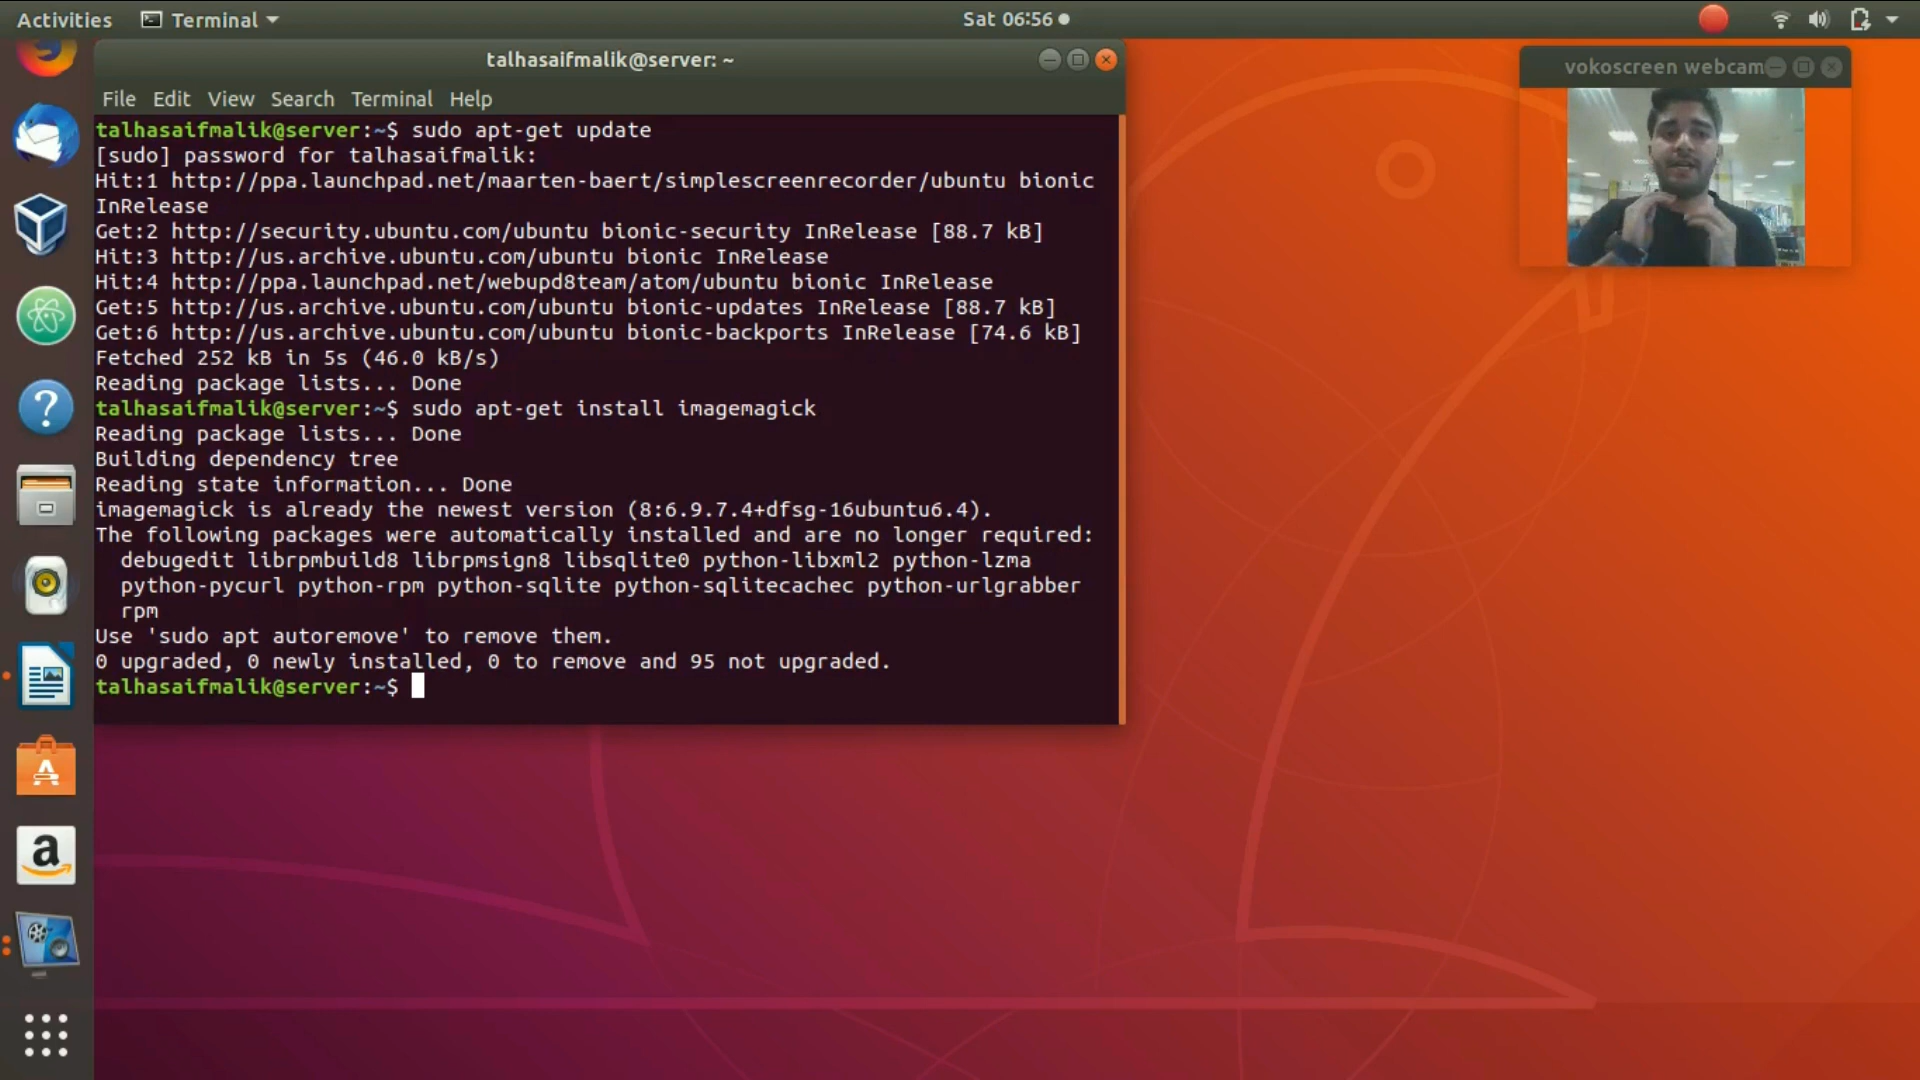 Activities
Terminal
Sat 06:56
talhasaifmalik@server: ~
vokoscreen webcam
File Edit View Search Terminal Help
talhasaifmalik@server:~$ sudo apt-get update
[sudo] password for talhasaifmalik:
Hit:1 http://ppa.launchpad.net/maarten-baert/simplescreenrecorder/ubuntu bionic
InRelease
Get:2 http://security.ubuntu.com/ubuntu bionic-security InRelease [88.7 kB]
Hit:3 http://us.archive.ubuntu.com/ubuntu bionic InRelease
Hit:4 http://ppa.launchpad.net/webupd8team/atom/ubuntu bionic InRelease
Get:5 http://us.archive.ubuntu.com/ubuntu bionic-updates InRelease [88.7 kB]
Get:6 http://us.archive.ubuntu.com/ubuntu bionic-backports InRelease [74.6 kB]
Fetched 252 kB in 5s (46.0 kB/s)
Reading package lists... Done
talhasaifmalik@server:~$ sudo apt-get install imagemagick
Reading package lists... Done
Building dependency tree
Reading state information... Done
imagemagick is already the newest version (8:6.9.7.4+dfsg-16ubuntu6.4).
The following packages were automatically installed and are no longer required:
debugedit librpmbuild8 librpmsign8 libsqlite0 python-libxml2 python-lzma
python-pycurl python-rpm python-sqlite python-sqlitecachec python-urlgrabber
rpm
Use 'sudo apt autoremove' to remove them.
0 upgraded, 0 newly installed, 0 to remove and 95 not upgraded.
talhasaifmalik@server:~$